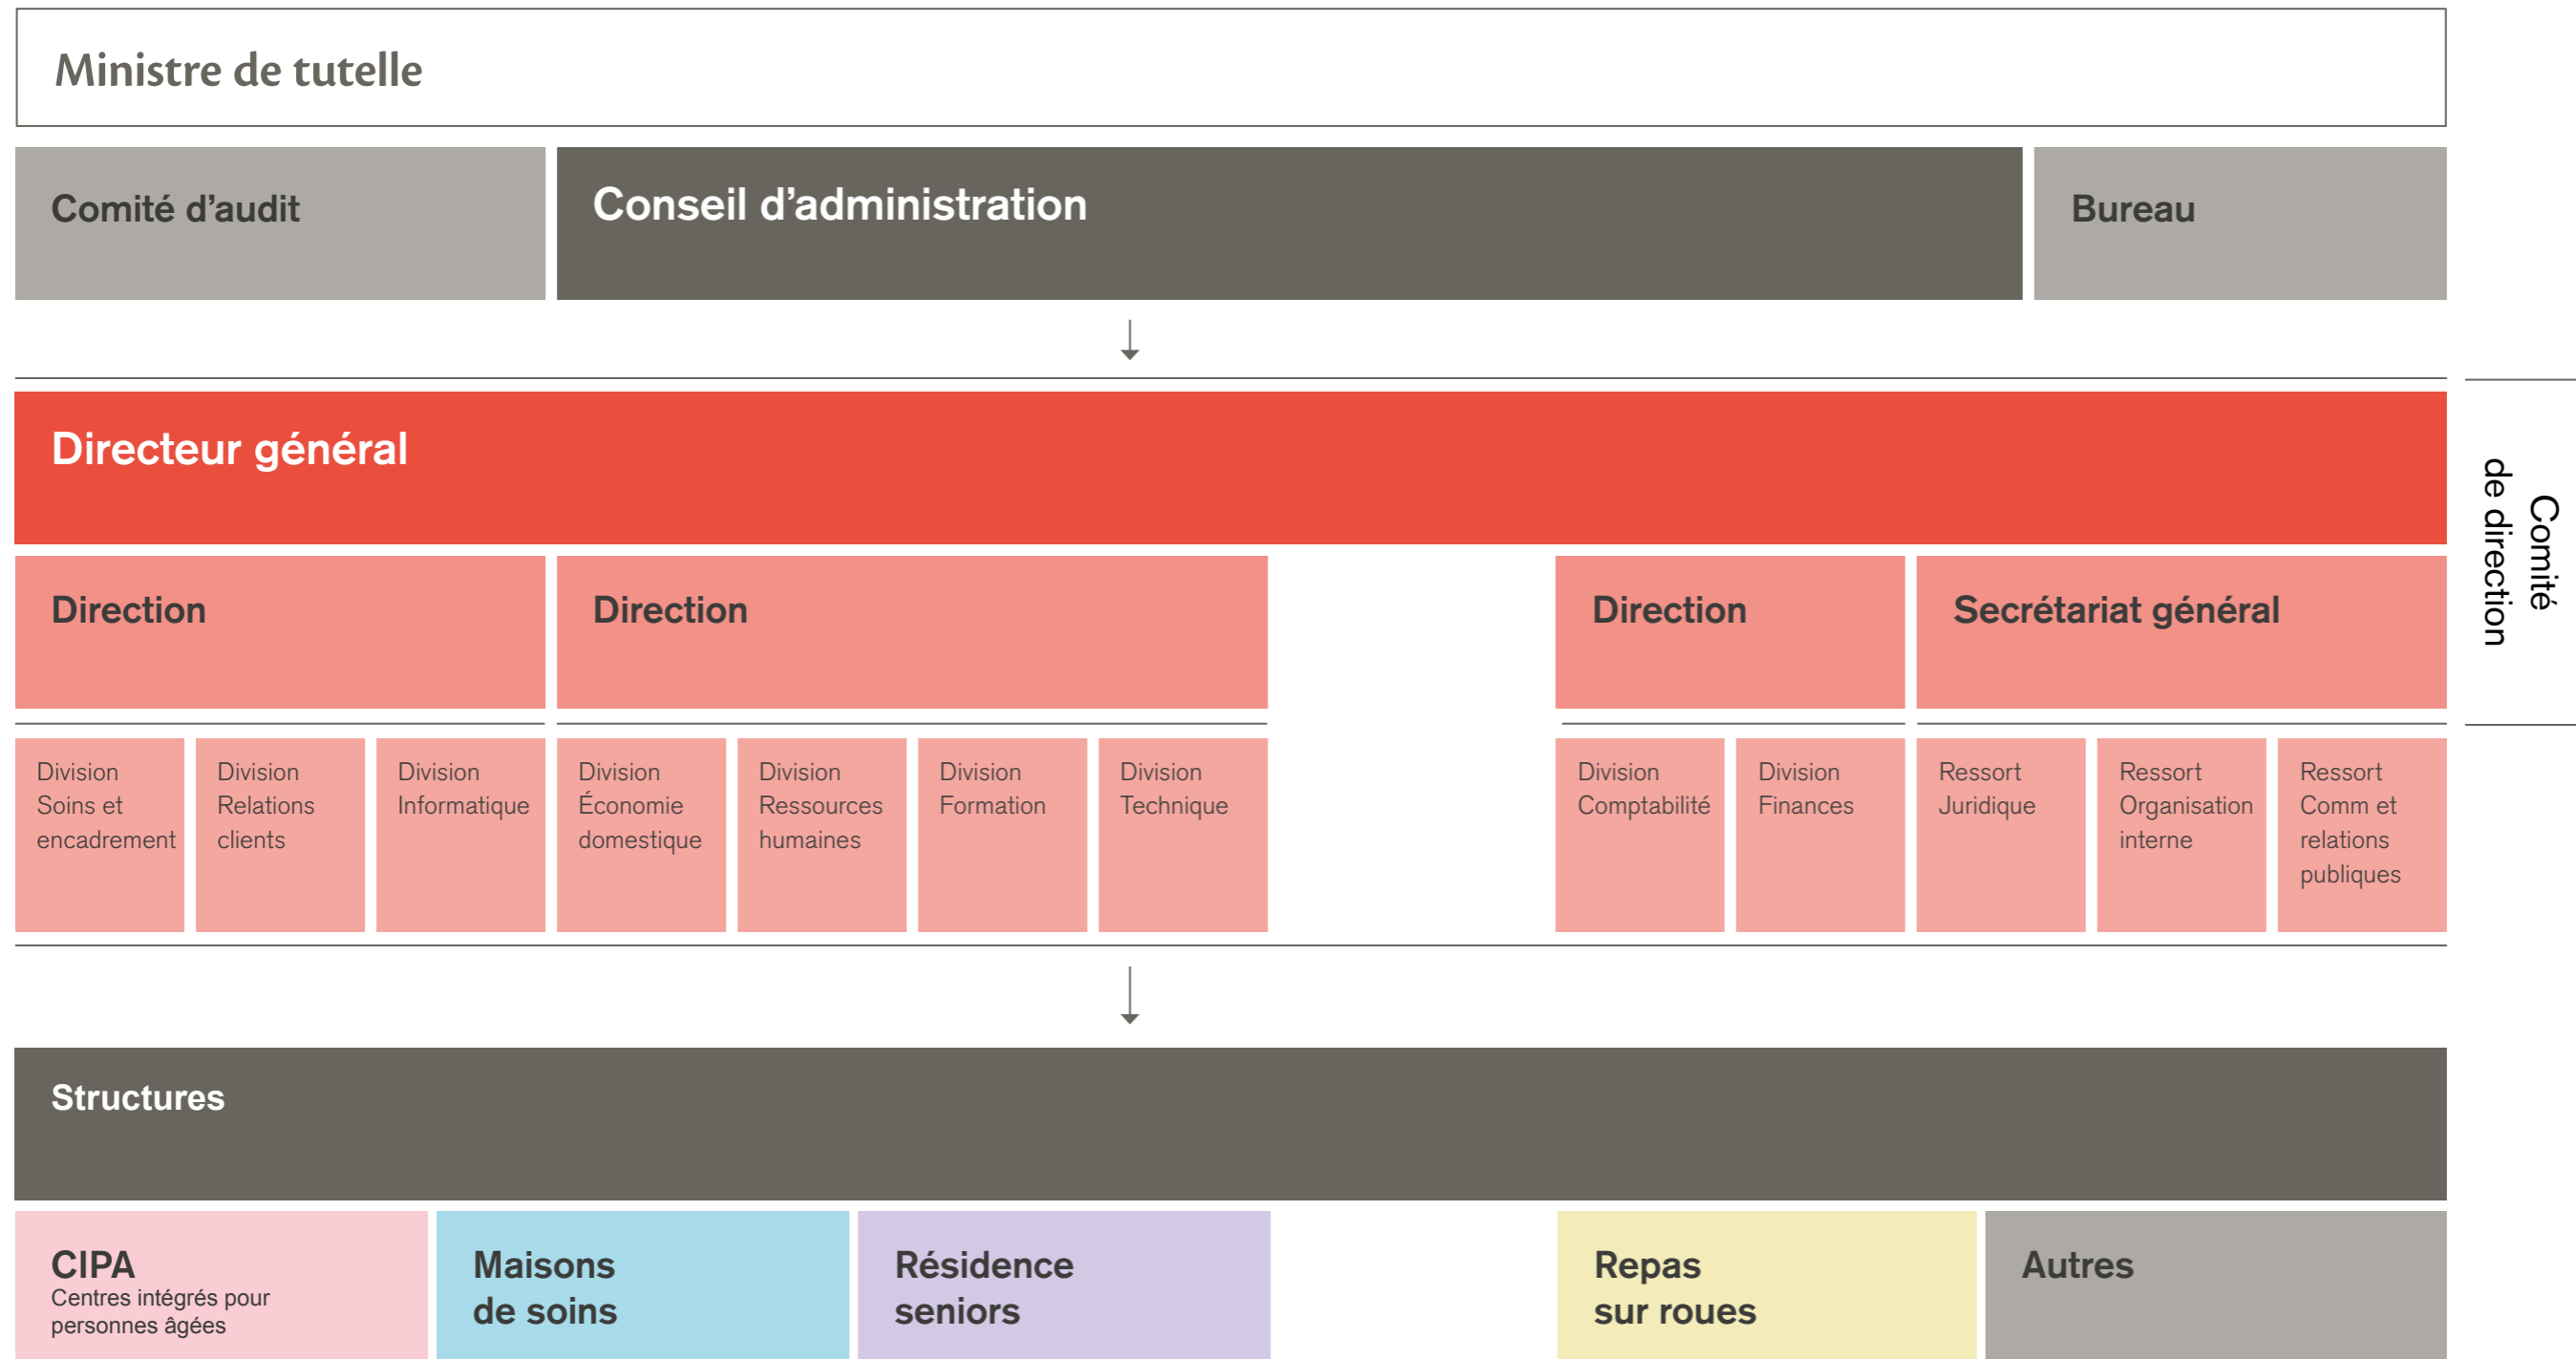 Ministre de tutelle
Comité d’audit
Conseil d’administration
Bureau
Directeur général
Comité
de direction
Direction
Direction
Direction
Secrétariat général
Division
Soins et
encadrement
Division
Relations
clients
Division
Informatique
Division
Économie
domestique
Division
Ressources
humaines
Division
Formation
Division
Technique
Division
Comptabilité
Division
Finances
Ressort
Juridique
Ressort
Organisation
interne
Ressort
Comm et
relations
publiques
Structures
CIPA
Centres intégrés pour
personnes âgées
Maisons
de soins
Résidence
seniors
Repas
sur roues
Autres